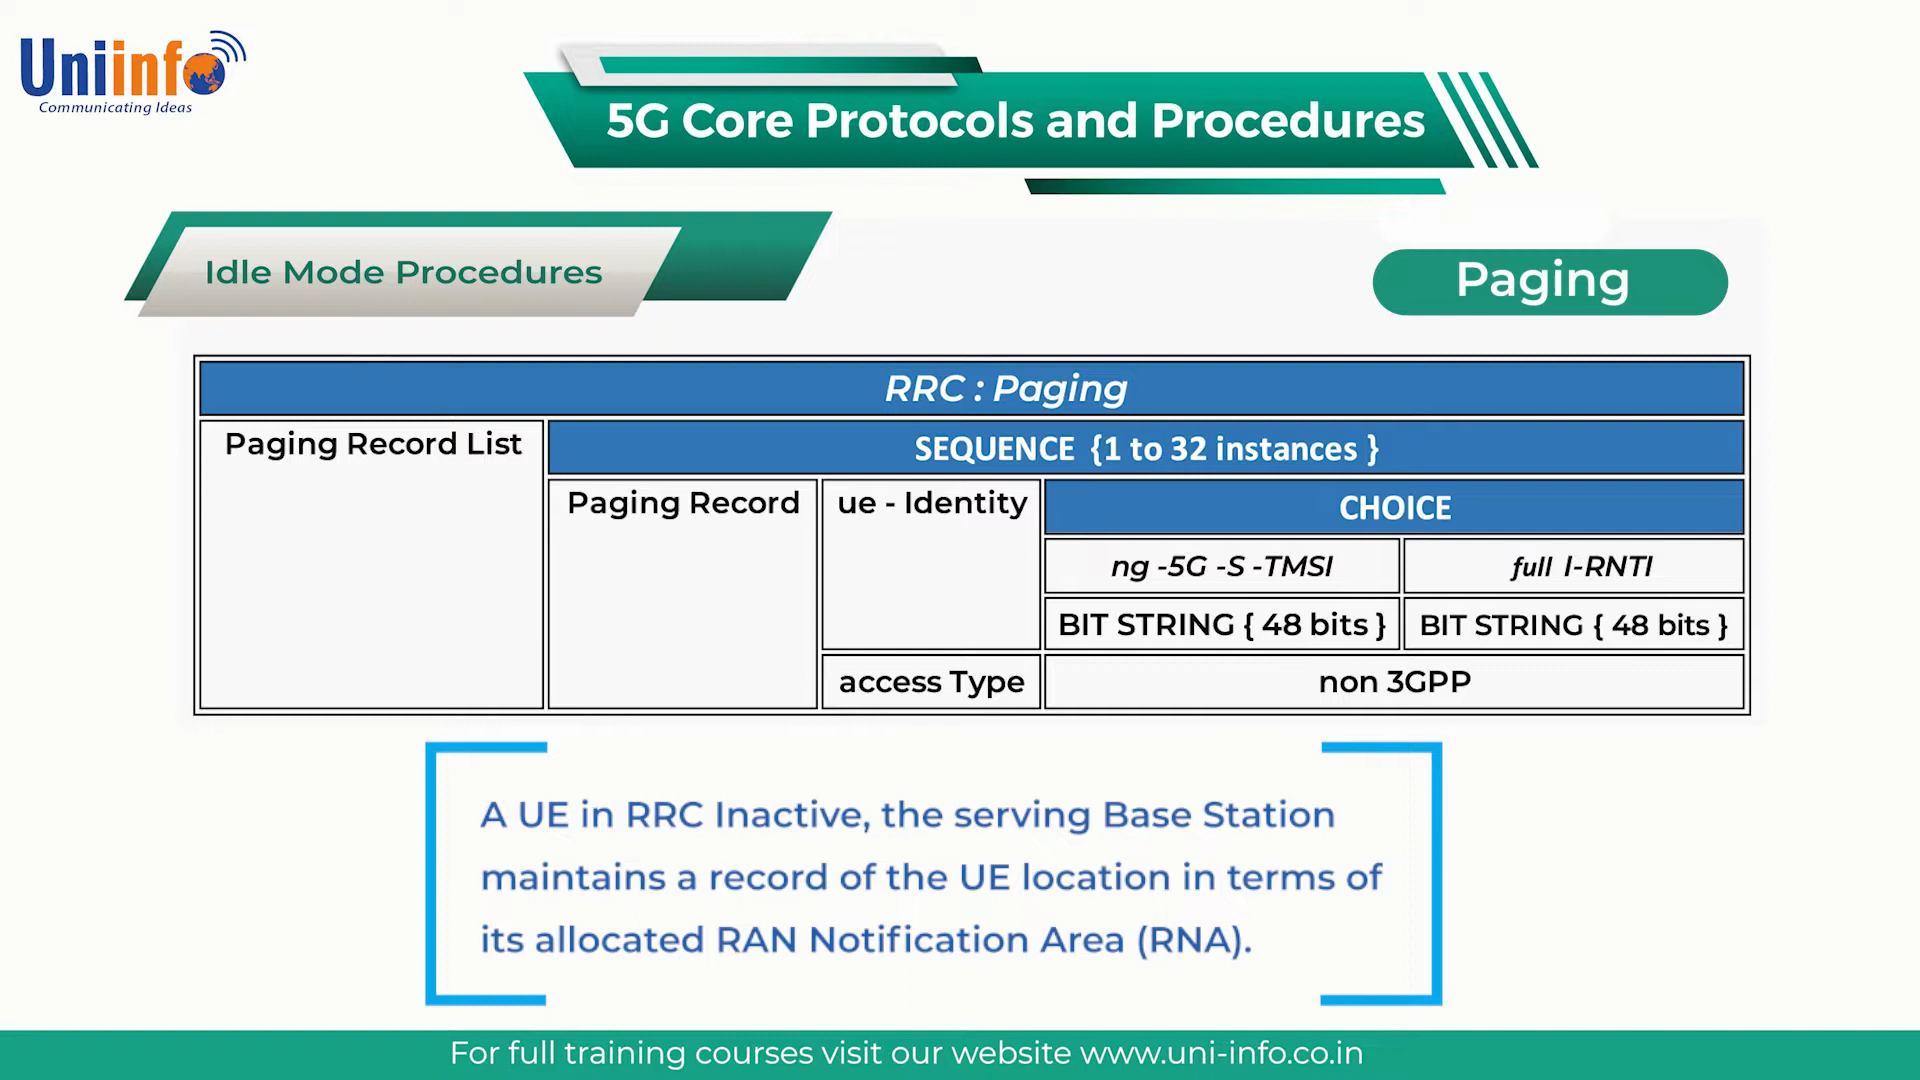 Uniinfo
Communicating Ideas
5G Core Protocols and Procedures
Idle Mode Procedures
Paging
RRC : Paging
Paging Record List
SEQUENCE {1 to 32 instances }
Paging Record
ue - Identity
CHOICE
ng -5G -S -TMSI
full I-RNTI
BIT STRING { 48 bits }
BIT STRING { 48 bits }
access Type
non 3GPP
A UE in RRC Inactive, the serving Base Station
maintains a record of the UE location in terms of
its allocated RAN Notification Area (RNA).
For full training courses visit our website www.uni-info.co.in